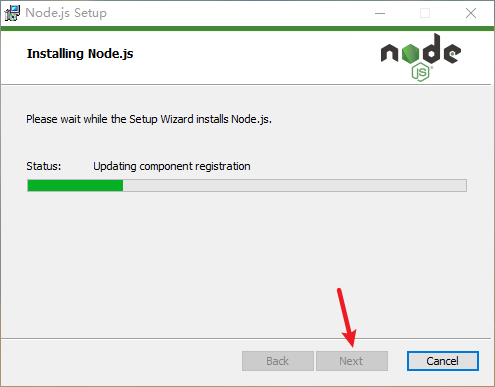 Node.js Setup
Installing Node.js
node
JS
Please wait while the Setup Wizard installs Node.js.
Status: Updating component registration
Back Next Cancel